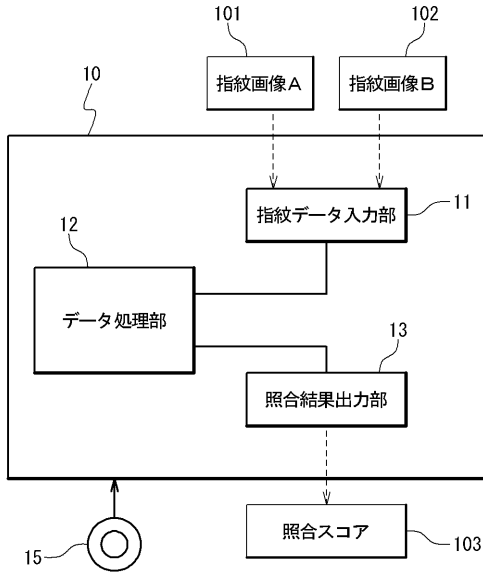 101
102
指紋画像A
指紋画像B
10
指紋データ入力部
11
12
データ処理部
13
照合結果出力部
照合スコア
15
103